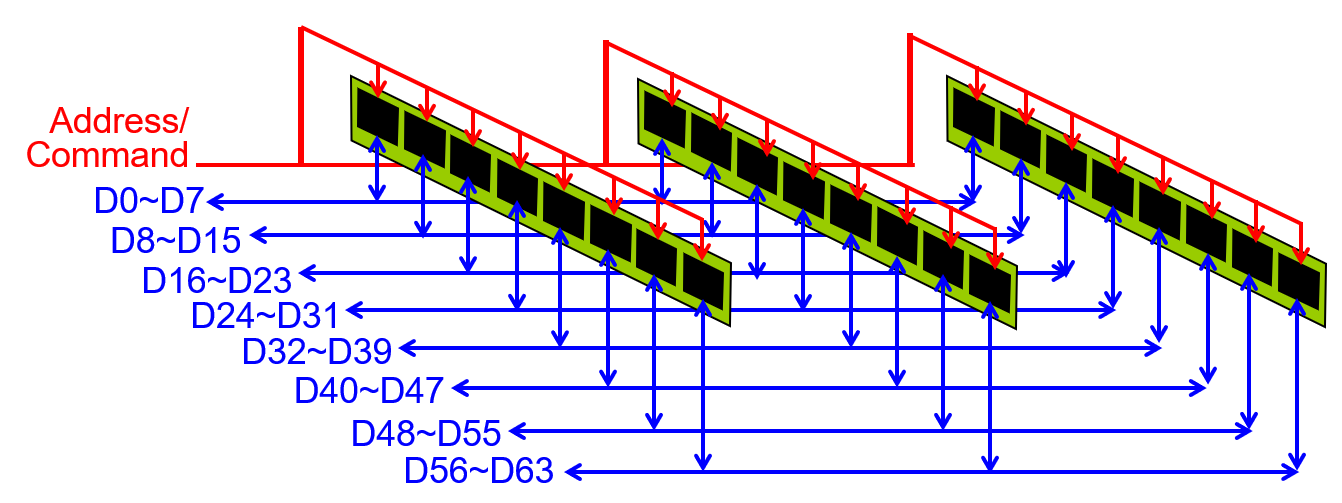 Address/
Command
D0~D7
D8~D15
D16~D23
D24~D31
D32~D39
D40~D47
D48~D55
D56~D63